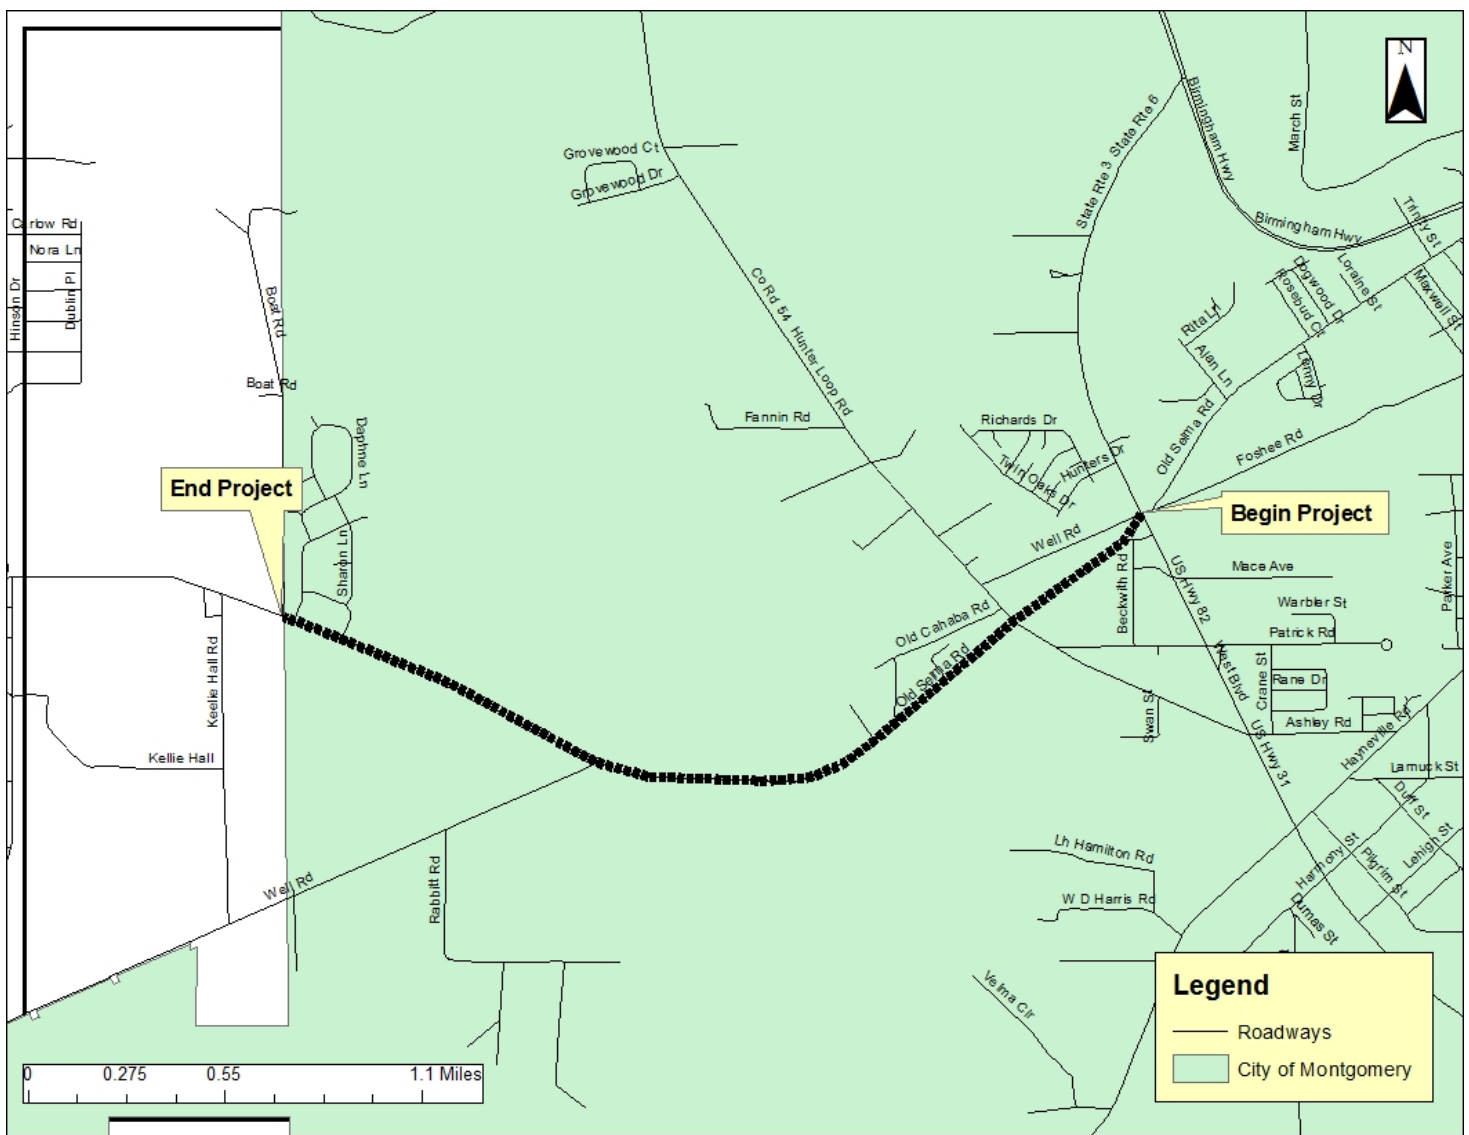 N
Birmingham Hwy
March St
State Rte 3 State Rte 6
Grovewood Ct
Grovewood Dr
Trinity St
Carlow Rd
Birmingham Hwy
Nora Ln
Dublin Pl
Hinson Dr
Boat Rd
Co Rd 54 Hunter Loop Rd
Dogwood Dr
Loraine St
Rosebud Ct
Maxwell St
Rita Ln
Ajan Ln
Lenny Dr
Boat Rd
Fannin Rd
Richards Dr
Old Selma Rd
Daphne Ln
Twin Oaks Dr
Hunters Dr
Foshee Rd
End Project
Begin Project
Well Rd
Sharon Ln
Beckwith Rd
US Hwy 82
Mace Ave
Parker Ave
Warbler St
Old Cahaba Rd
Patrick Rd
Keelie Hall Rd
Old Selma Rd
West Blvd
Crane St
Rane Dr
Swan St
Ashley Rd
Hayneville Rd
Kellie Hall
US Hwy 31
Lamuck St
Duff St
Lh Hamilton Rd
Harmony St
Pilgrim St
Lehigh St
Well Rd
Rabbitt Rd
W D Harris Rd
Dumas St
Velma Cir
Legend
Roadways
City of Montgomery
0 0.275 0.55 1.1 Miles